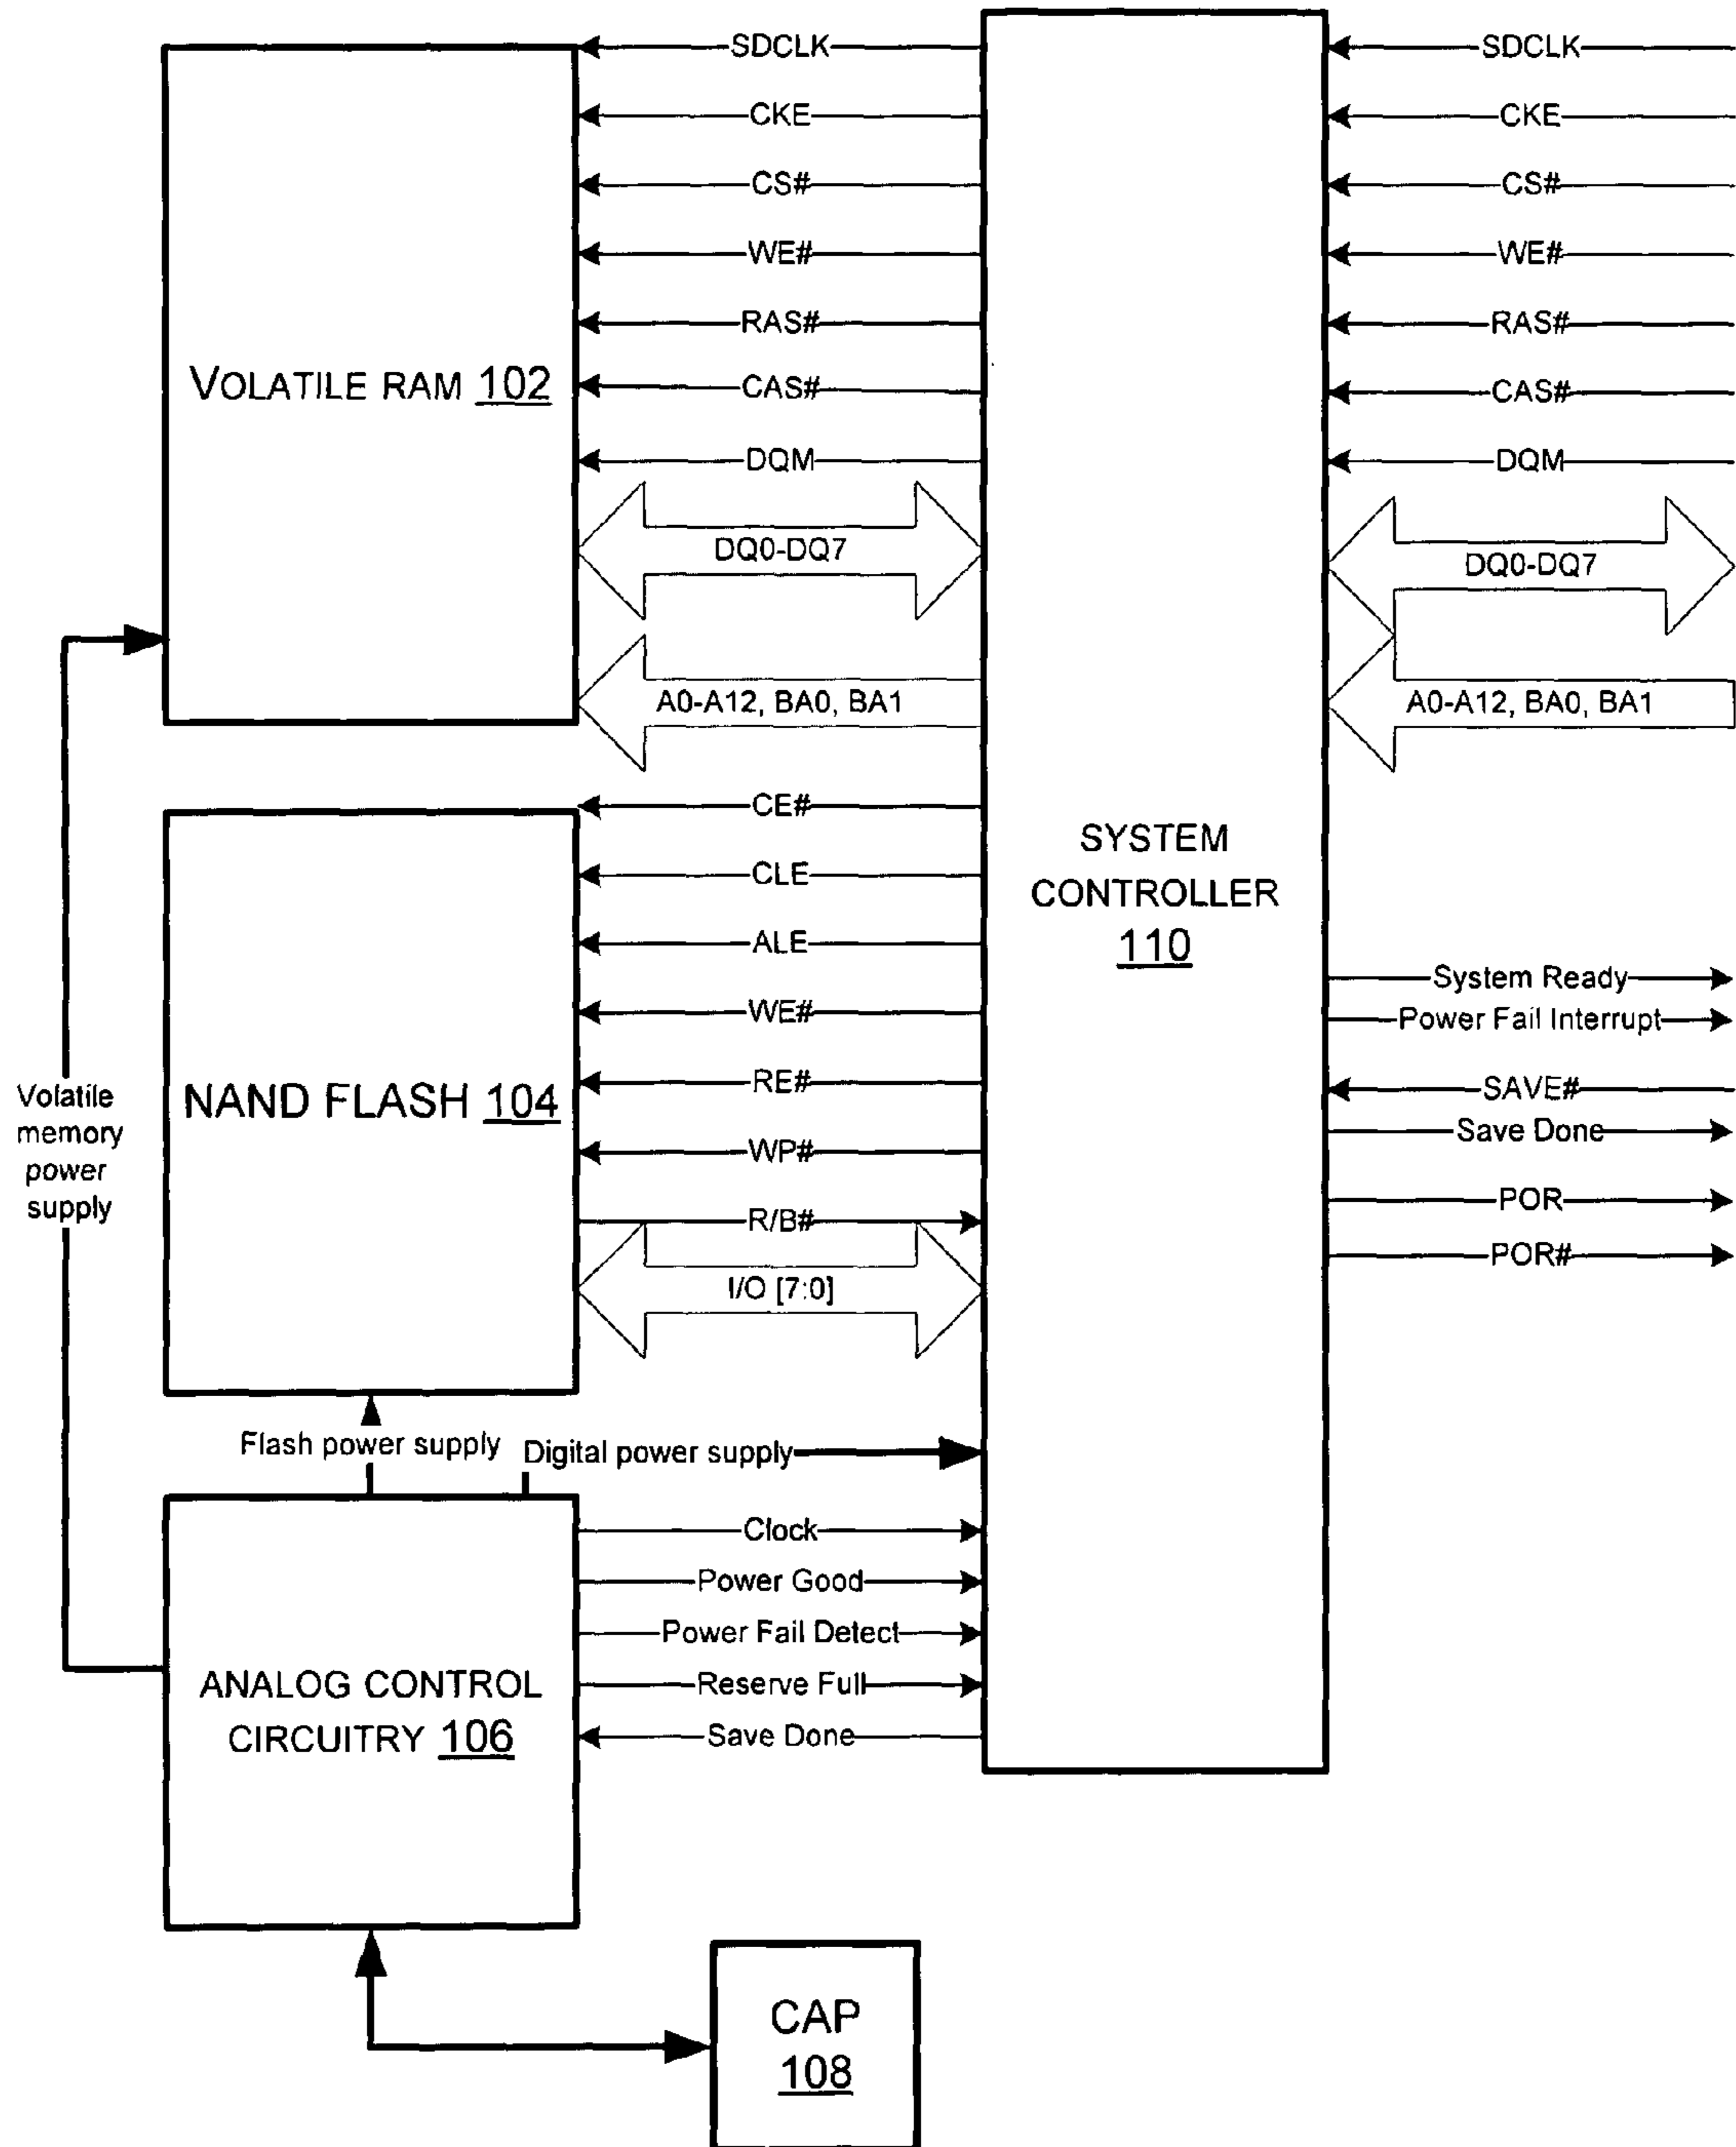 SDCLK
SDCLK
CKE
CKE
CS#
CS#
WE#
WE#
RAS#
RAS#
VOLATILE RAM 102
CAS#
CAS#
DQM
DQM
DQ0-DQ7
DQ0-DQ7
A0-A12, BA0, BA1
A0-A12, BA0, BA1
CE#
CLE
ALE
WE#
RE#
WP#
R/B#
I/O [7:0]
NAND FLASH 104
SYSTEM
CONTROLLER
110
System Ready
Power Fail Interrupt
SAVE#
Save Done
POR
POR#
Volatile
memory
power
supply
Flash power supply
Digital power supply
Clock
Power Good
Power Fail Detect
Reserve Full
Save Done
ANALOG CONTROL
CIRCUITRY 106
CAP
108